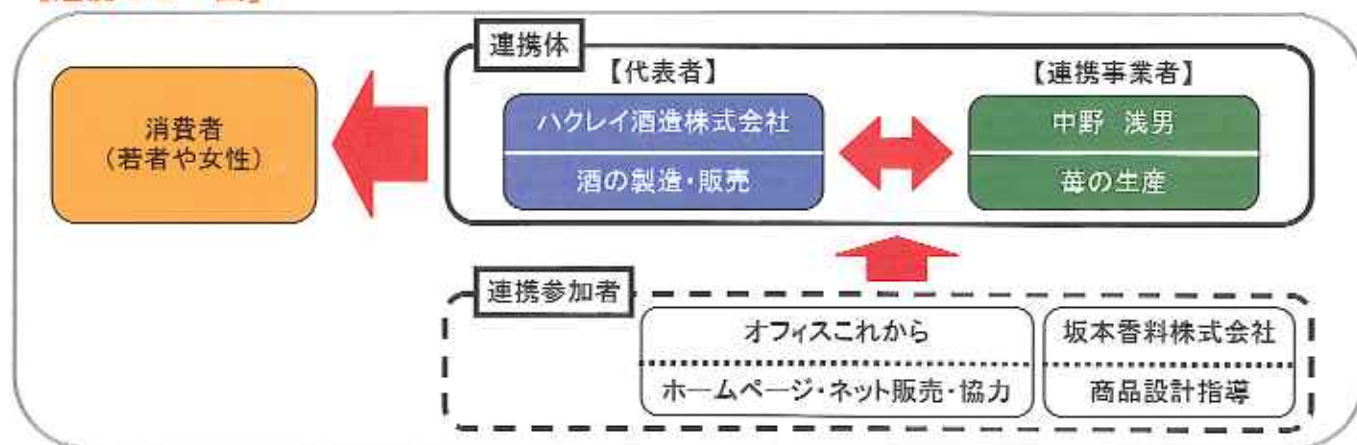 連携体
【代表者】
【連携事業者】
消費者
(若者や女性)
ハクレイ酒造株式会社
酒の製造・販売
中野 浅男
苺の生産
連携参加者
オフィスこれから
ホームページ・ネット販売・協力
坂本香料株式会社
商品設計指導